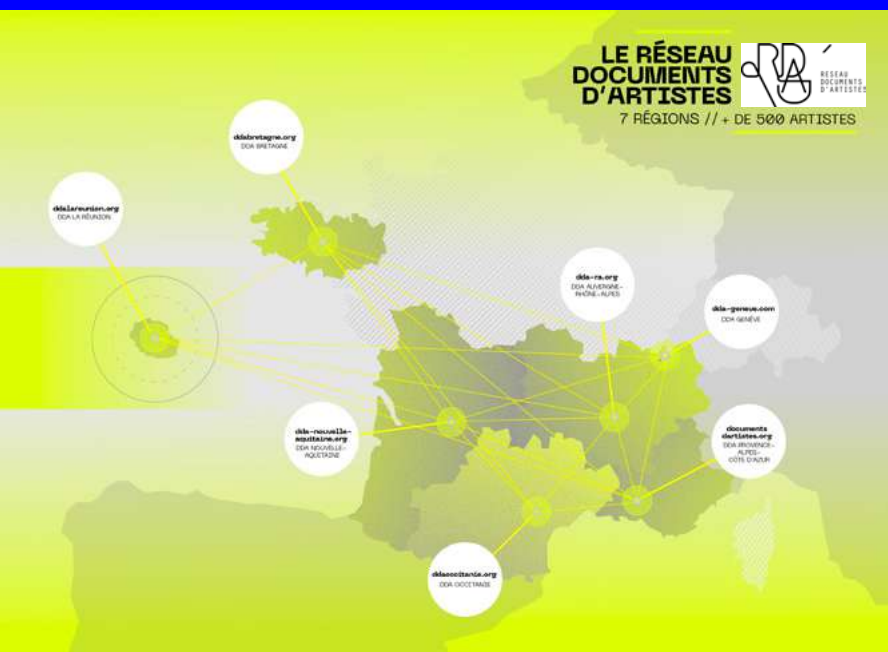 LE RÉSEAU
DOCUMENTS
D'ARTISTES
7 RÉGIONS // + DE 500 ARTISTES
RDA
RÉSEAU
DOCUMENTS
D'ARTISTES
ddabretagne.org
DDA BRETAGNE
ddalareunion.org
DDA LA RÉUNION
dda-ra.org
DDA AUVERGNE-
RHÔNE-ALPES
dda-geneve.com
DDA GENÈVE
dda-nouvelle-
aquitaine.org
DDA NOUVELLE-
AQUITAINE
documents
dartistes.org
DDA PROVENCE-
ALPES-
CÔTE D'AZUR
ddaoccitanie.org
DDA OCCITANIE